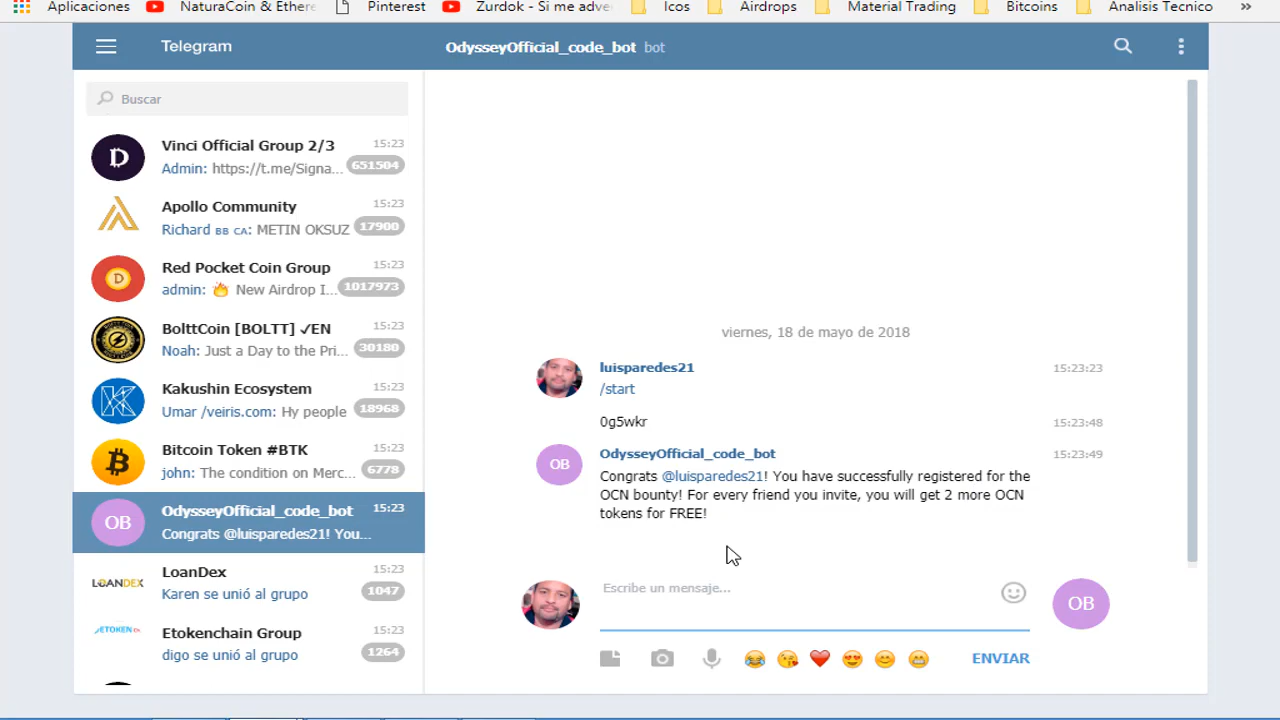 Aplicaciones NaturaCoin & Ethere Pinterest Zurdok - Si me adve Icos Airdrops Material Trading Bitcoins Analisis Tecnico »
Telegram
OdysseyOfficial_code_bot bot
Buscar
Vinci Official Group 2/3 15:23
Admin: https://t.me/Signa... 651504
Apollo Community 15:23
Richard BB CA: METIN OKSUZ 17900
Red Pocket Coin Group 15:23
admin: 🔥 New Airdrop I... 1017973
BolttCoin [BOLTT] ✓EN 15:23
Noah: Just a Day to the Pri... 30180
Kakushin Ecosystem 15:23
Umar /veiris.com: Hy people 18968
Bitcoin Token #BTK 15:23
john: The condition on Merc... 6778
OB
OdysseyOfficial_code_bot 15:23
Congrats @luisparedes21! You...
LOANDEX
LoanDex 15:23
Karen se unió al grupo 1047
Etokenchain Group 15:23
digo se unió al grupo 1264
viernes, 18 de mayo de 2018
luisparedes21 15:23:23
/start
0g5wkr 15:23:48
OB
OdysseyOfficial_code_bot 15:23:49
Congrats @luisparedes21! You have successfully registered for the
OCN bounty! For every friend you invite, you will get 2 more OCN
tokens for FREE!
Escribe un mensaje...
OB
😂 😘 ❤️ 😍 😊 😁 ENVIAR